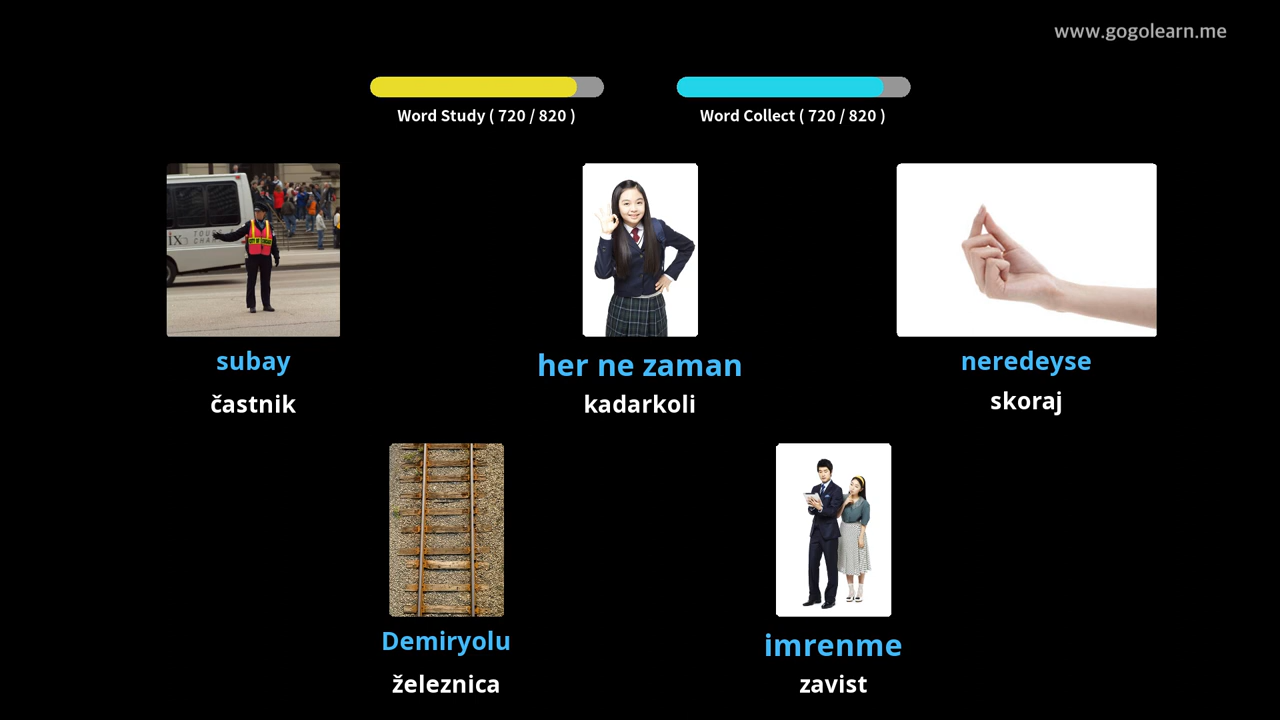 www.gogolearn.me
Word Study ( 720 / 820 )
Word Collect ( 720 / 820 )
subay
častnik
her ne zaman
kadarkoli
neredeyse
skoraj
Demiryolu
železnica
imrenme
zavist